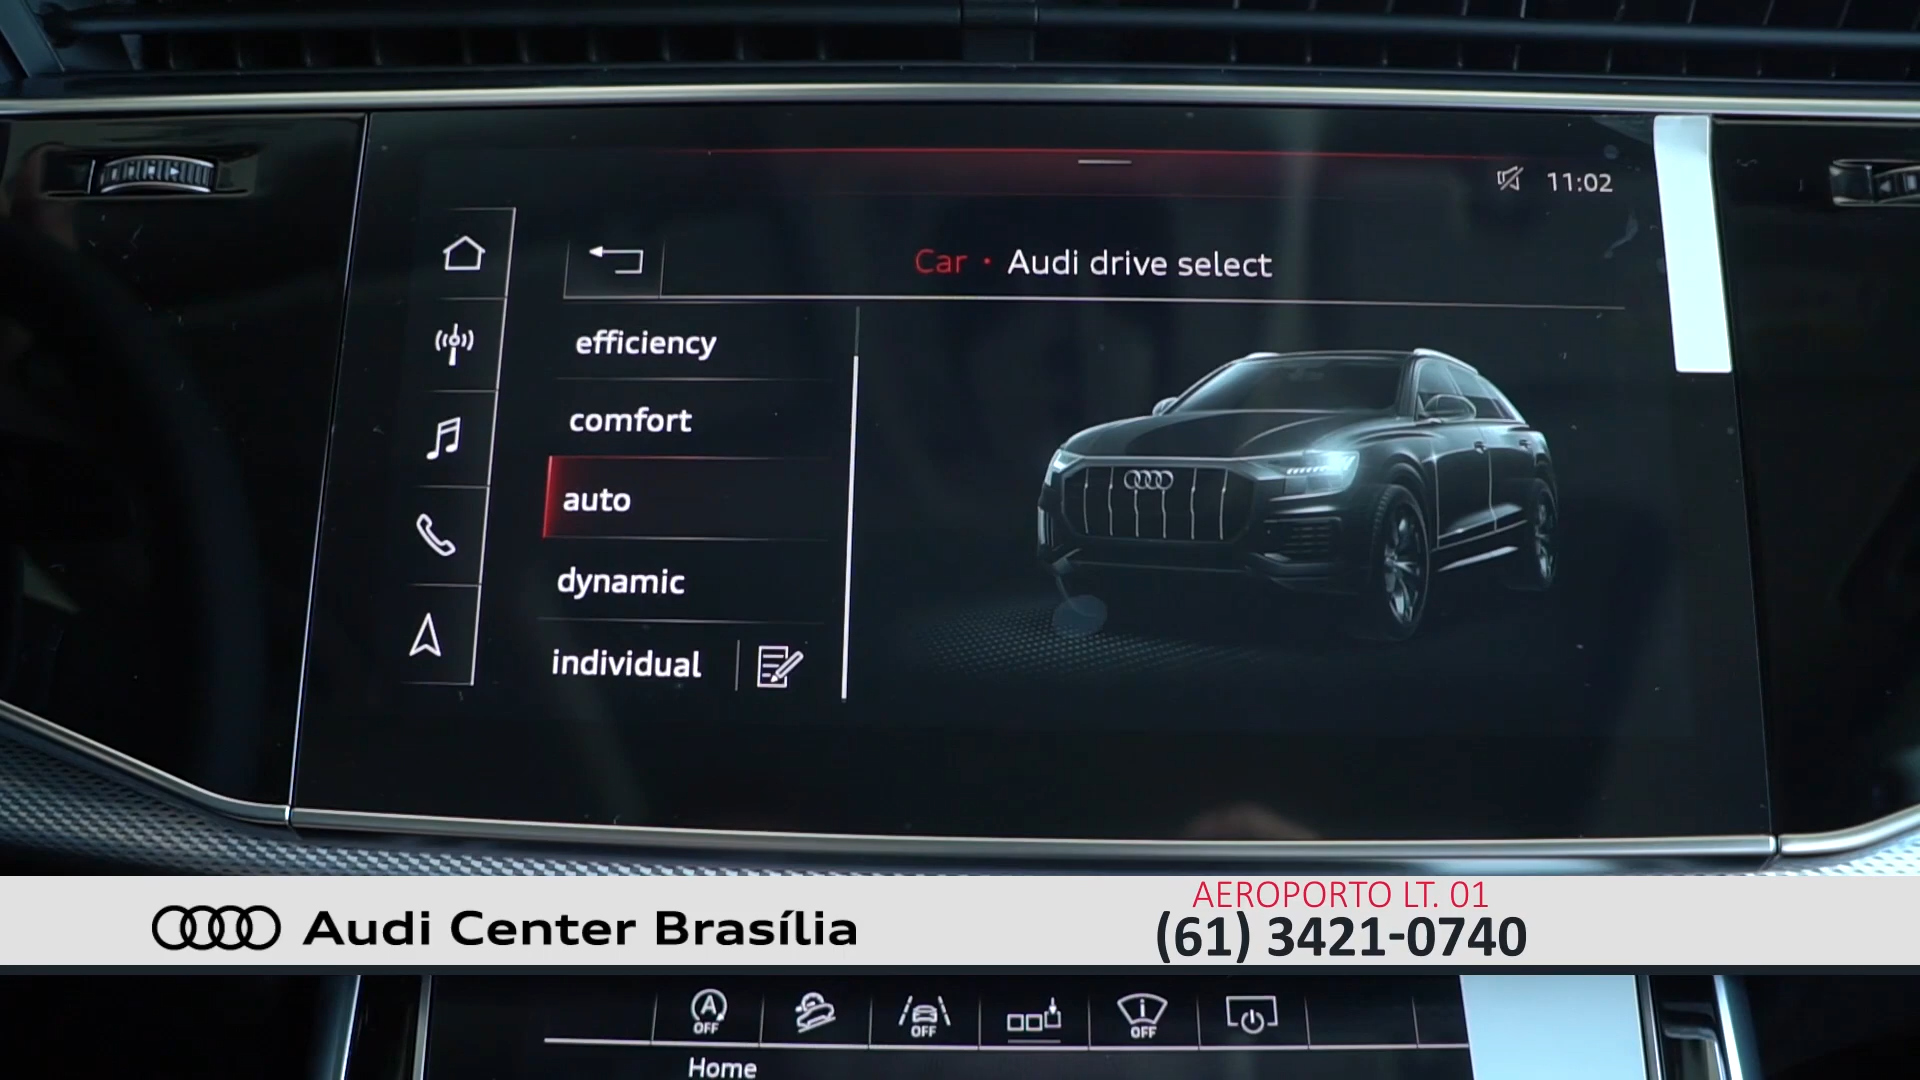 11:02
Car • Audi drive select
efficiency
comfort
auto
dynamic
individual
Audi Center Brasília
AEROPORTO LT. 01
(61) 3421-0740
A
OFF
OFF
OFF
Home